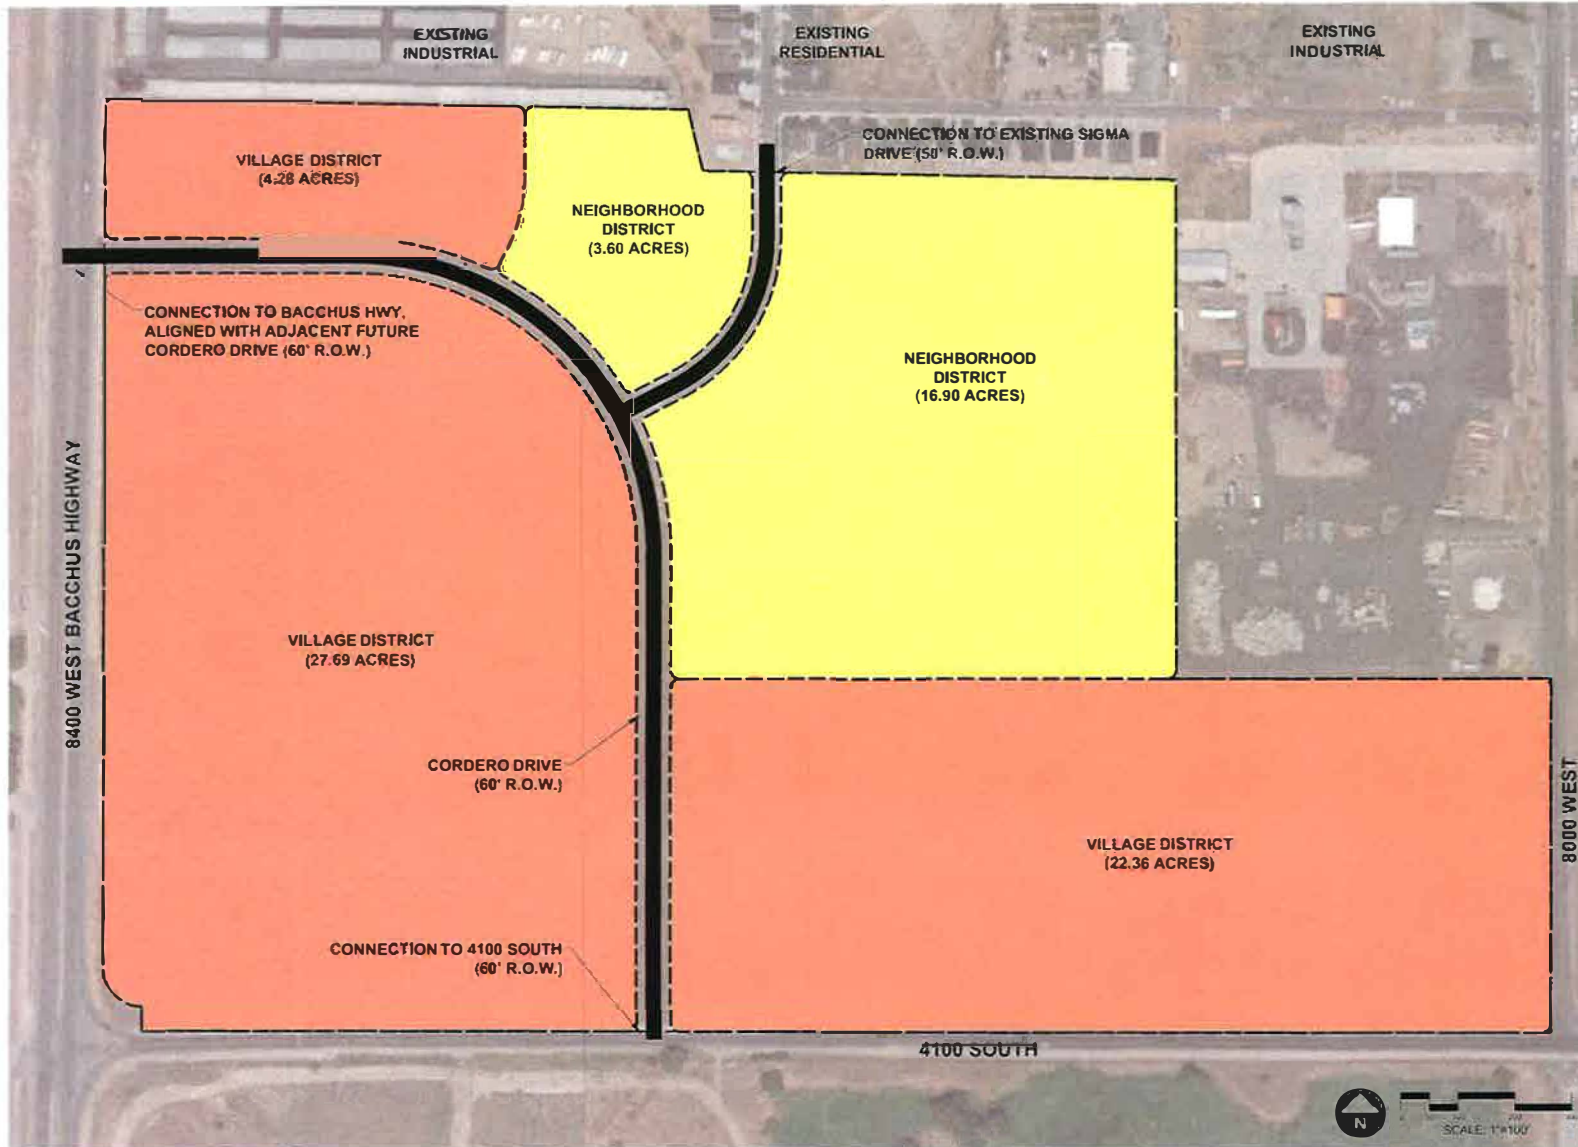 EXISTING
INDUSTRIAL
EXISTING
RESIDENTIAL
EXISTING
INDUSTRIAL
CONNECTION TO EXISTING SIGMA
DRIVE (50' R.O.W.)
VILLAGE DISTRICT
(4.28 ACRES)
NEIGHBORHOOD
DISTRICT
(3.60 ACRES)
CONNECTION TO BACCHUS HWY,
ALIGNED WITH ADJACENT FUTURE
CORDERO DRIVE (60' R.O.W.)
NEIGHBORHOOD
DISTRICT
(16.90 ACRES)
8400 WEST BACCHUS HIGHWAY
VILLAGE DISTRICT
(27.69 ACRES)
CORDERO DRIVE
(60' R.O.W.)
VILLAGE DISTRICT
(22.36 ACRES)
8000 WEST
CONNECTION TO 4100 SOUTH
(60' R.O.W.)
4100 SOUTH
N
SCALE: 1"=100'